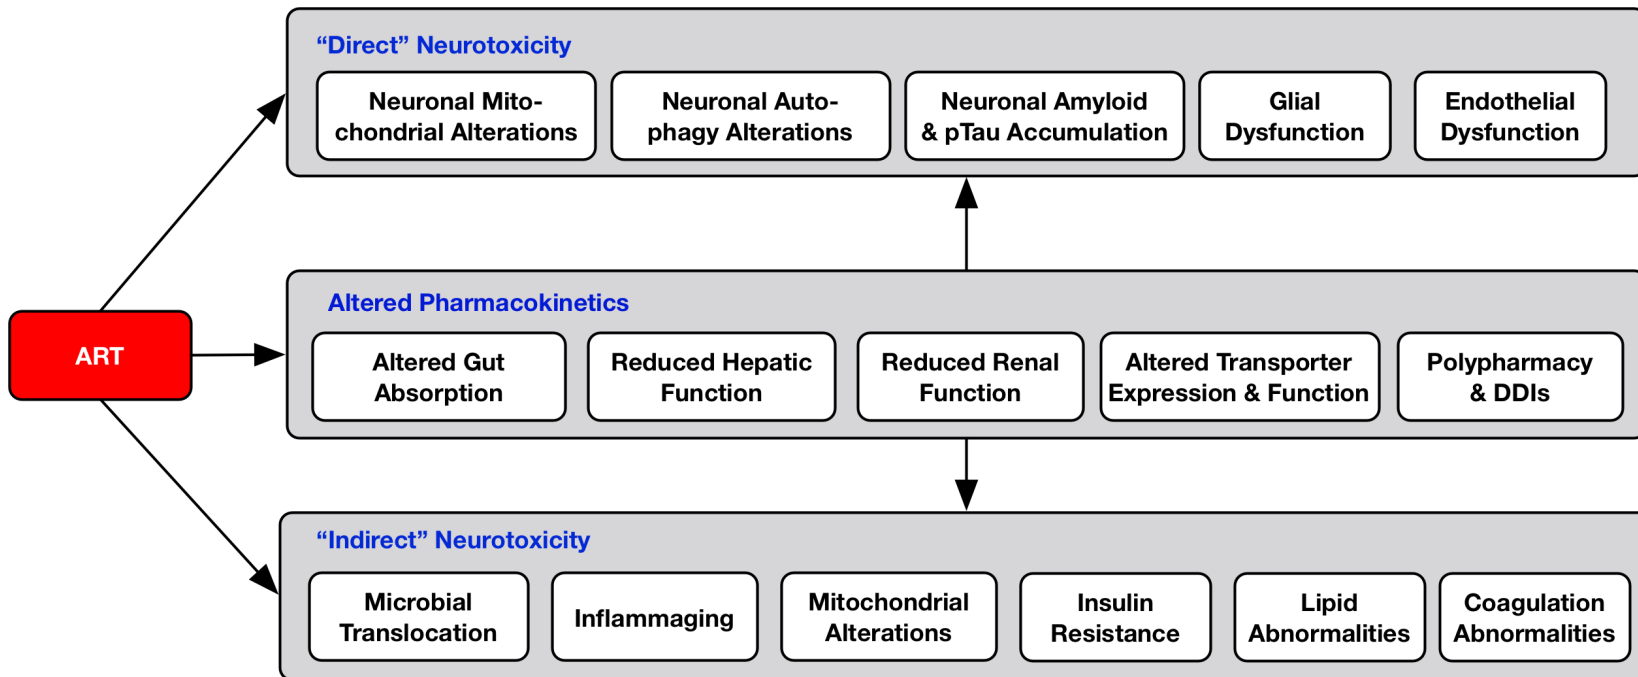 “Direct” Neurotoxicity
Neuronal Mito-
chondrial Alterations
Neuronal Auto-
phagy Alterations
Neuronal Amyloid
& pTau Accumulation
Glial
Dysfunction
Endothelial
Dysfunction
ART
Altered Pharmacokinetics
Altered Gut
Absorption
Reduced Hepatic
Function
Reduced Renal
Function
Altered Transporter
Expression & Function
Polypharmacy
& DDIs
“Indirect” Neurotoxicity
Microbial
Translocation
Inflammaging
Mitochondrial
Alterations
Insulin
Resistance
Lipid
Abnormalities
Coagulation
Abnormalities